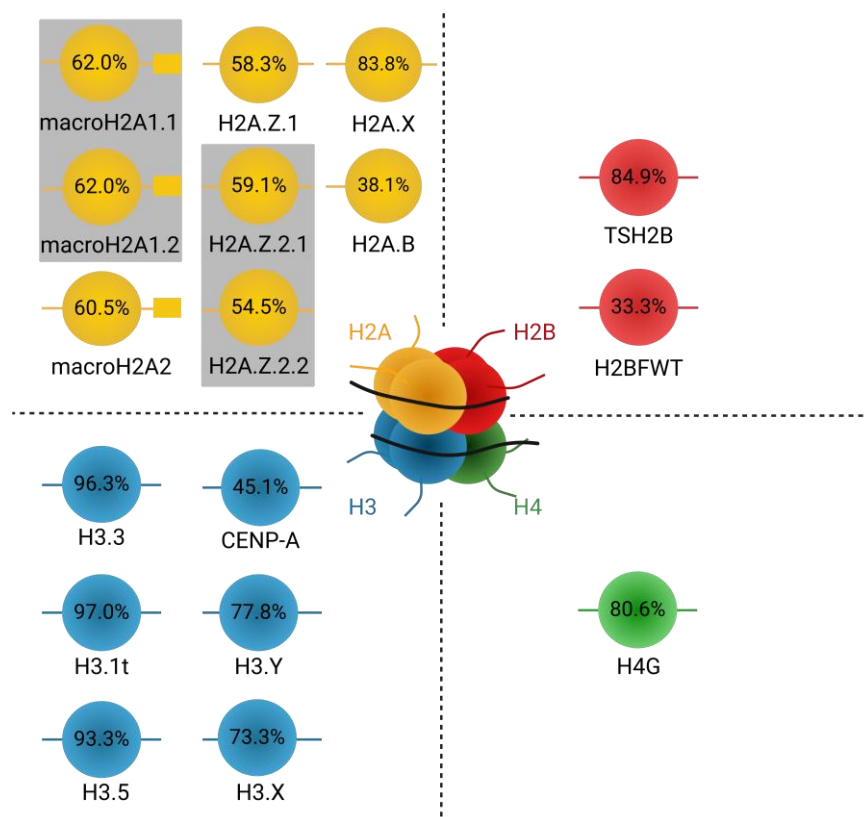 62.0%
58.3%
83.8%
macroH2A1.1
H2A.Z.1
H2A.X
62.0%
59.1%
38.1%
macroH2A1.2
H2A.Z.2.1
H2A.B
60.5%
54.5%
macroH2A2
H2A.Z.2.2
84.9%
TSH2B
33.3%
H2BFWT
H2A
H2B
H3
H4
96.3%
45.1%
H3.3
CENP-A
97.0%
77.8%
H3.1t
H3.Y
93.3%
73.3%
H3.5
H3.X
80.6%
H4G